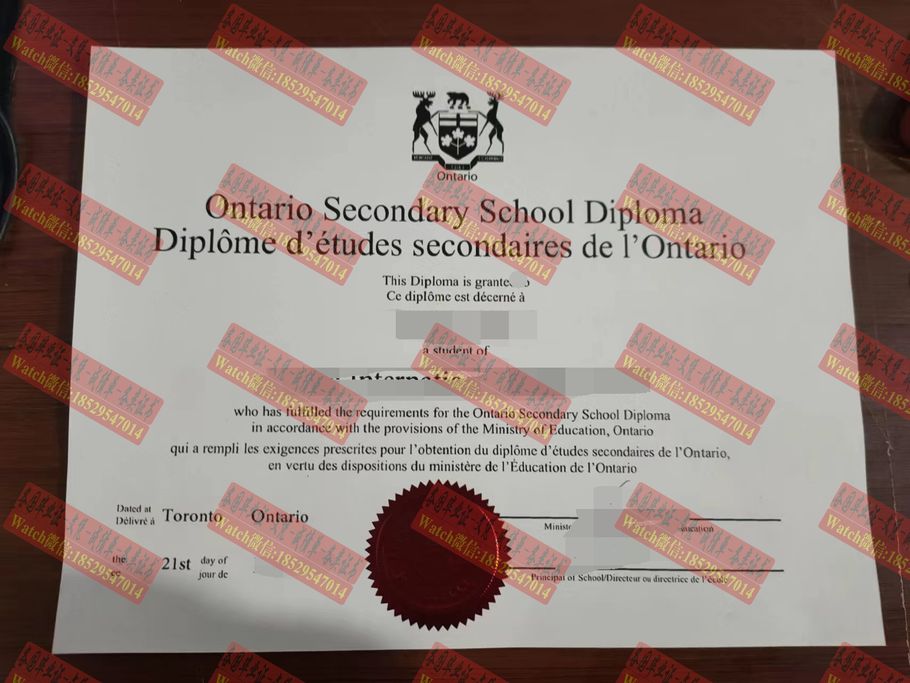 Ontario
Ontario Secondary School Diploma
Diplôme d'études secondaires de l'Ontario
This Diploma is granted
Ce diplôme est décerné à
a student of
who has fulfilled the requirements for the Ontario Secondary School Diploma
in accordance with the provisions of the Ministry of Education, Ontario
qui a rempli les exigences prescrites pour l'obtention du diplôme d'études secondaires de l'Ontario,
en vertu des dispositions du ministère de l'Éducation de l'Ontario
Dated at
Délivré à
Toronto, Ontario
the
ce
21st
day of
jour de
Principal of School/Directeur ou directrice de l'école
Watch微信:18529547014